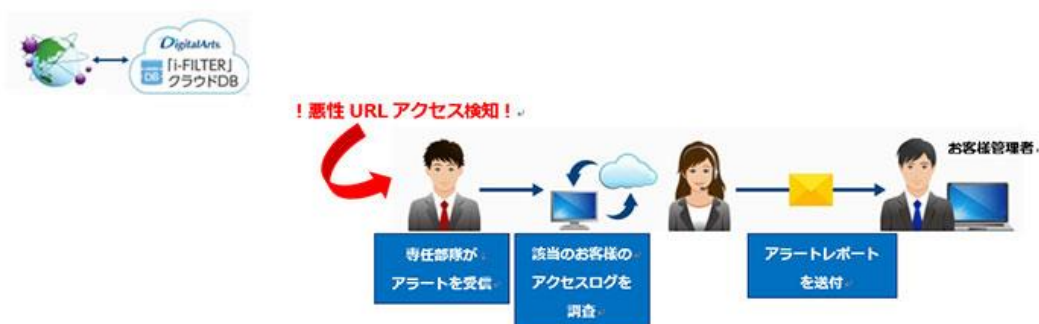 DigitalArts
DB
「i-FILTER」
クラウドDB
！悪性 URL アクセス検知！
お客様管理者
専任部隊が
アラートを受信
該当のお客様の
アクセスログを
調査
アラートレポート
を送付